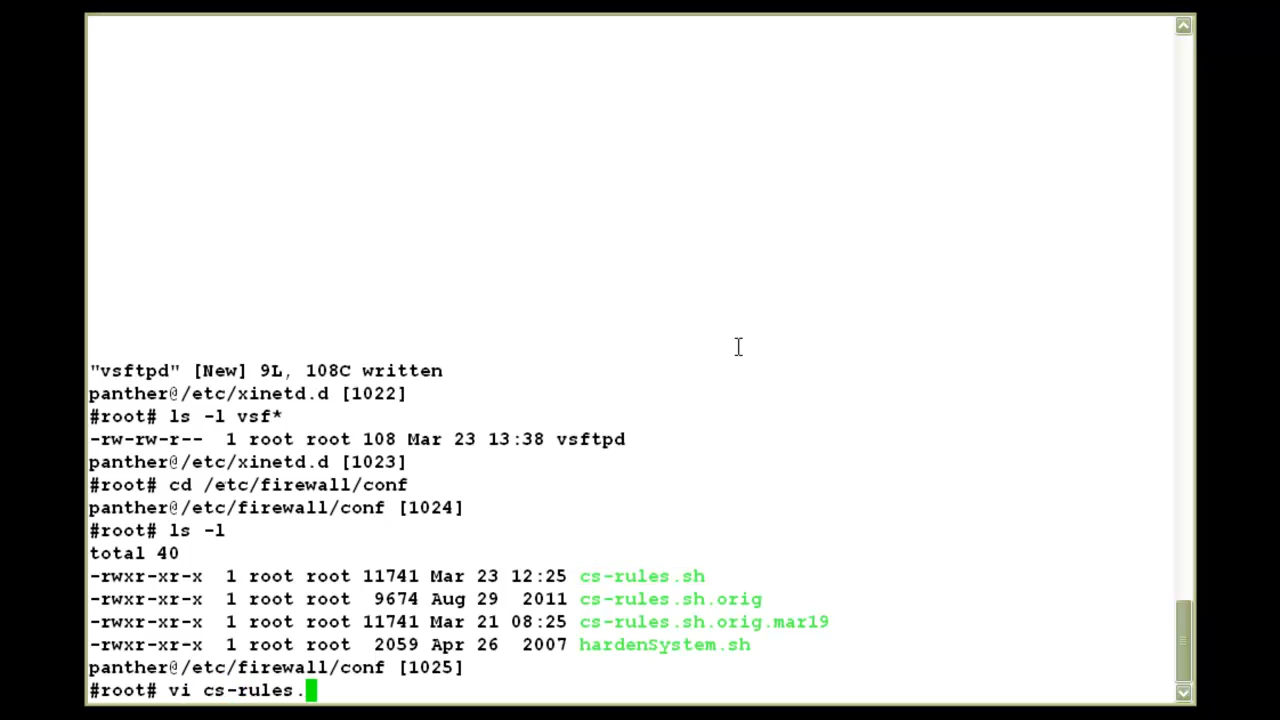 "vsftpd" [New] 9L, 108C written
panther@/etc/xinetd.d [1022]
#root# ls -l vsf*
-rw-rw-r--  1 root root 108 Mar 23 13:38 vsftpd
panther@/etc/xinetd.d [1023]
#root# cd /etc/firewall/conf
panther@/etc/firewall/conf [1024]
#root# ls -l
total 40
-rwxr-xr-x  1 root root 11741 Mar 23 12:25 cs-rules.sh
-rwxr-xr-x  1 root root  9674 Aug 29  2011 cs-rules.sh.orig
-rwxr-xr-x  1 root root 11741 Mar 21 08:25 cs-rules.sh.orig.mar19
-rwxr-xr-x  1 root root  2059 Apr 26  2007 hardenSystem.sh
panther@/etc/firewall/conf [1025]
#root# vi cs-rules.